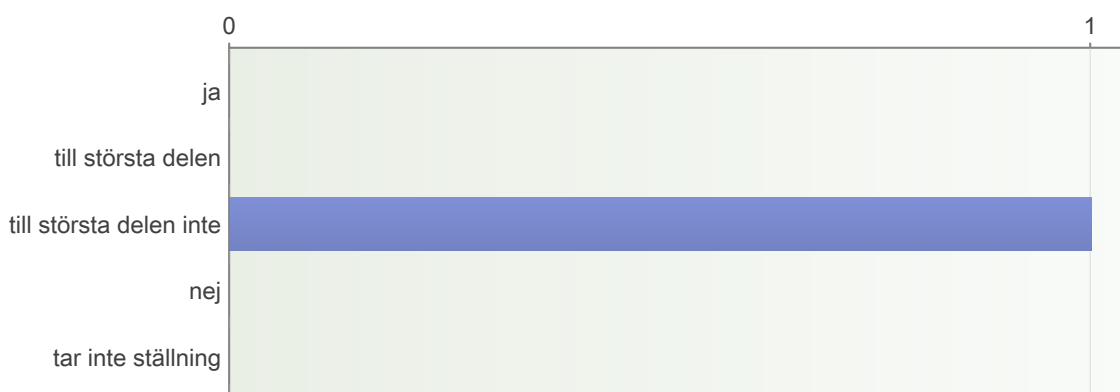 0 1
ja
till största delen
till största delen inte
nej
tar inte ställning